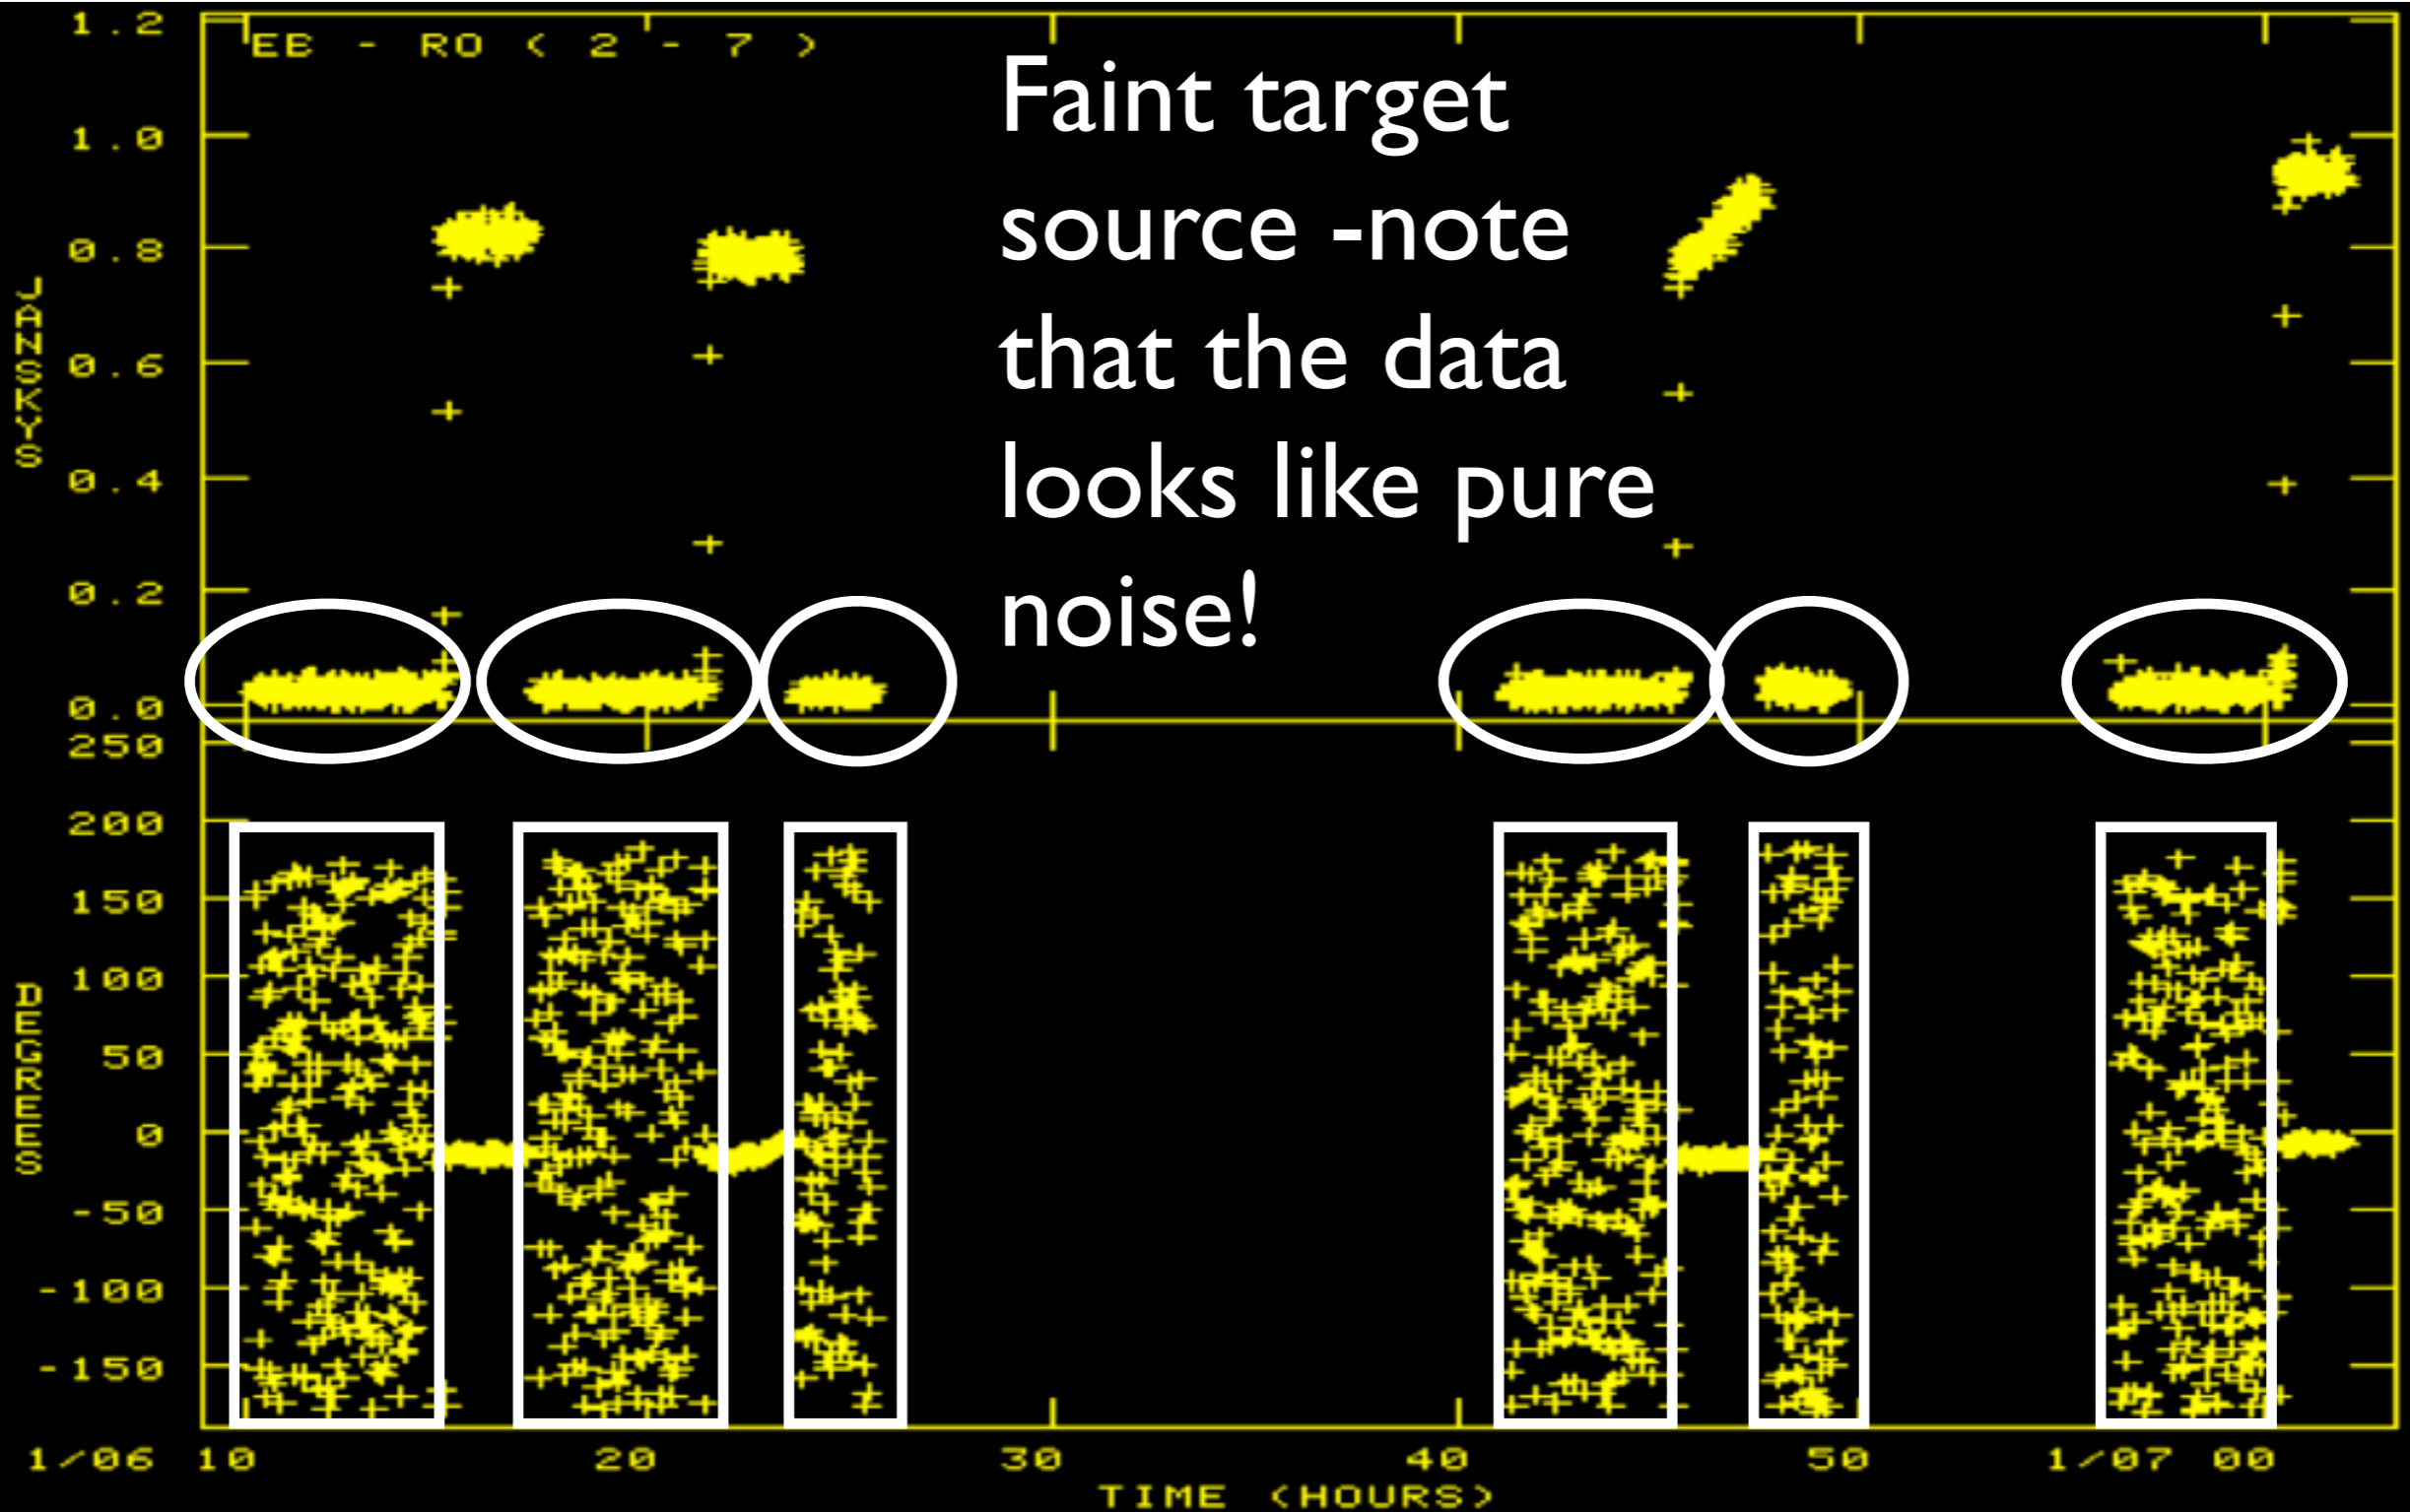 1.2
EB - RO ( 2 - 7 )
Faint target
source -note
that the data
looks like pure
noise!
1.0
0.8
0.6
0.4
0.2
0.0
JANSKYS
250
200
150
100
50
0
-50
-100
-150
DEGREES
1/06 10 20 30 40 50 1/07 00
TIME (HOURS)